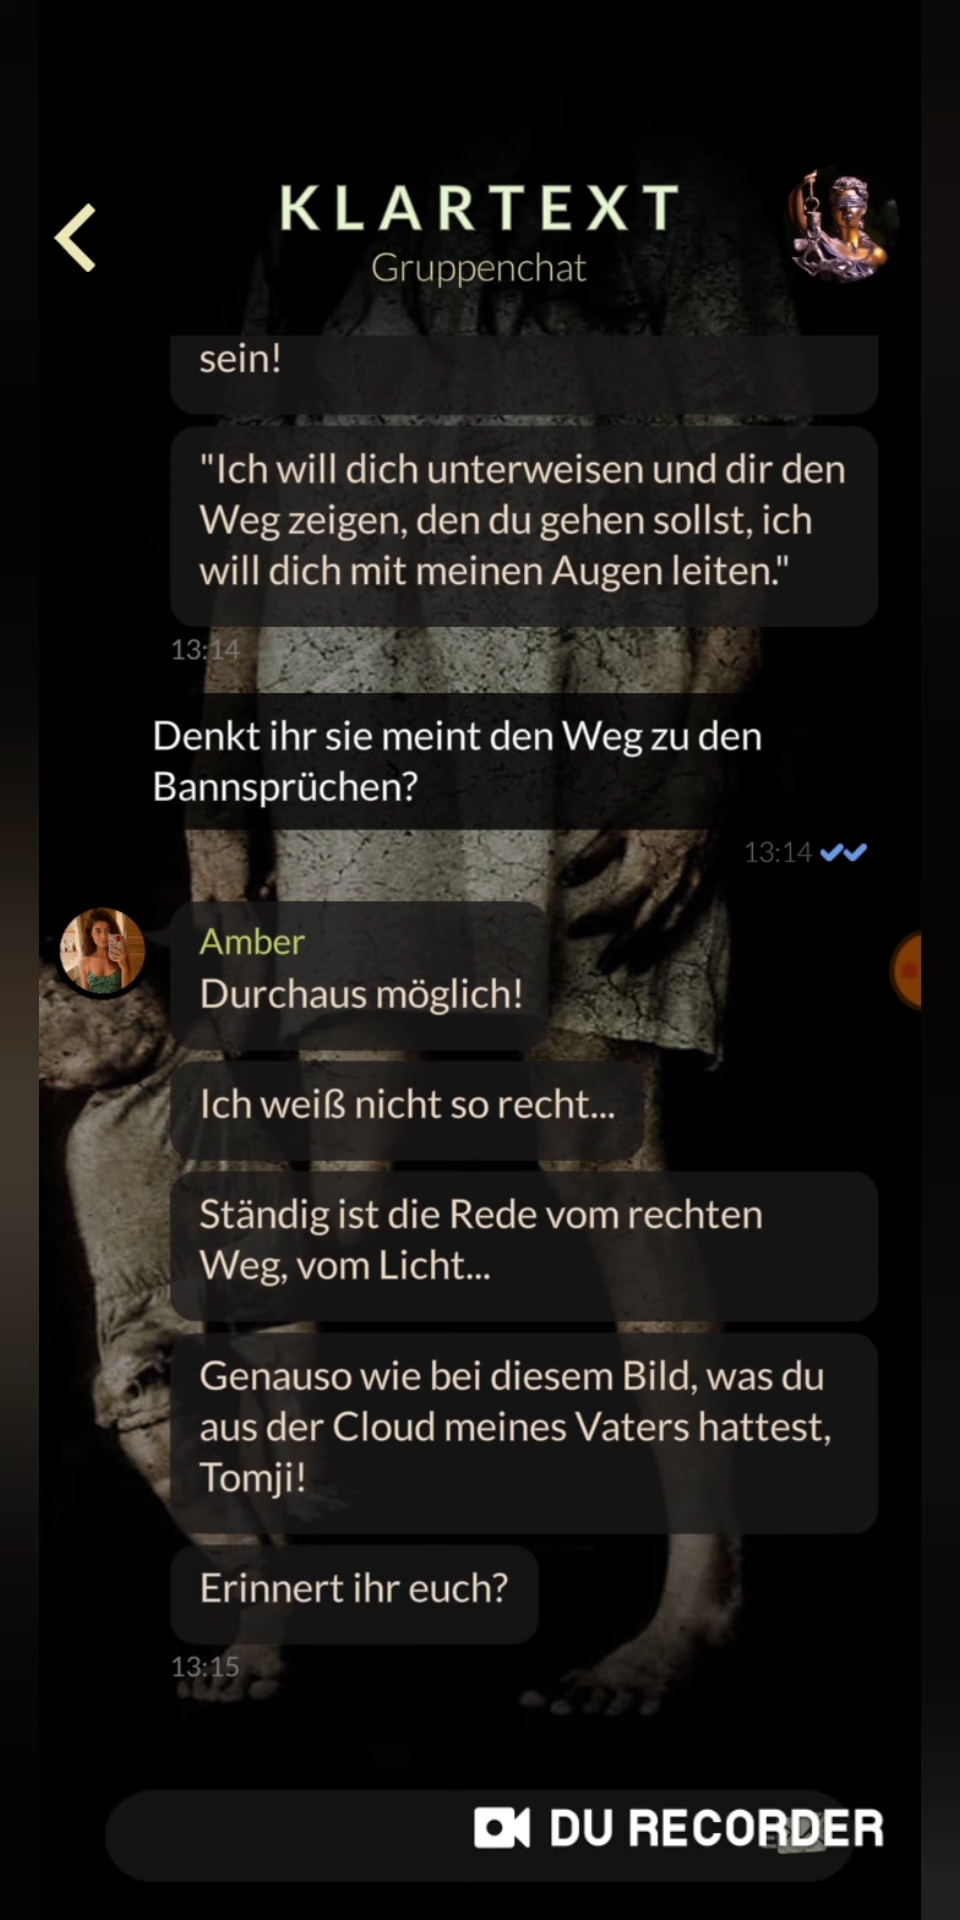 KLARTEXT
Gruppenchat
sein!
"Ich will dich unterweisen und dir den
Weg zeigen, den du gehen sollst, ich
will dich mit meinen Augen leiten."
13:14
Denkt ihr sie meint den Weg zu den
Bannsprüchen?
13:14
Amber
Durchaus möglich!
Ich weiß nicht so recht...
Ständig ist die Rede vom rechten
Weg, vom Licht...
Genauso wie bei diesem Bild, was du
aus der Cloud meines Vaters hattest,
Tomji!
Erinnert ihr euch?
13:15
DU RECORDER